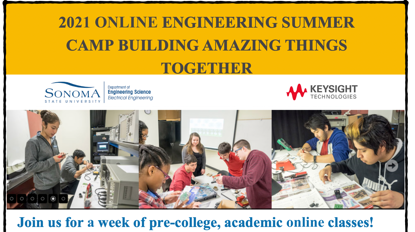 2021 ONLINE ENGINEERING SUMMER
CAMP BUILDING AMAZING THINGS
TOGETHER
SONOMA
STATE UNIVERSITY
Department of
Engineering Science
Electrical Engineering
KEYSIGHT
TECHNOLOGIES
Join us for a week of pre-college, academic online classes!